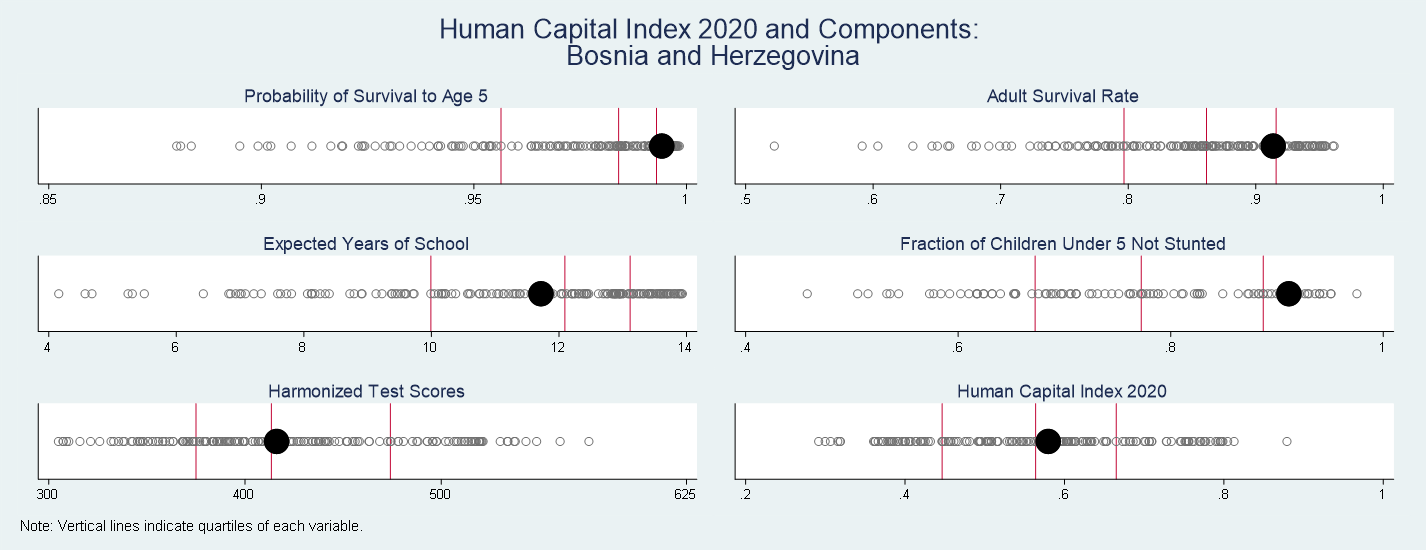 Human Capital Index 2020 and Components:
Bosnia and Herzegovina
Probability of Survival to Age 5
.85 .9 .95 1
Adult Survival Rate
.5 .6 .7 .8 .9 1
Expected Years of School
4 6 8 10 12 14
Fraction of Children Under 5 Not Stunted
.4 .6 .8 1
Harmonized Test Scores
300 400 500 625
Human Capital Index 2020
.2 .4 .6 .8 1
Note: Vertical lines indicate quartiles of each variable.